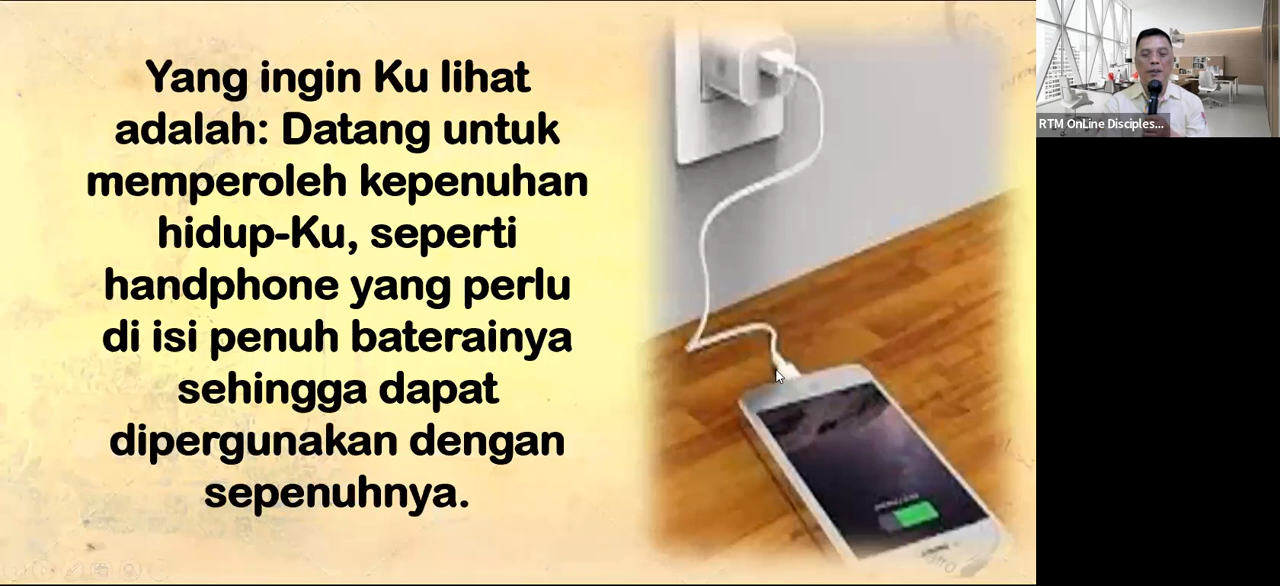 Yang ingin Ku lihat
adalah: Datang untuk
memperoleh kepenuhan
hidup-Ku, seperti
handphone yang perlu
di isi penuh baterainya
sehingga dapat
dipergunakan dengan
sepenuhnya.
RTM OnLine Disciples...